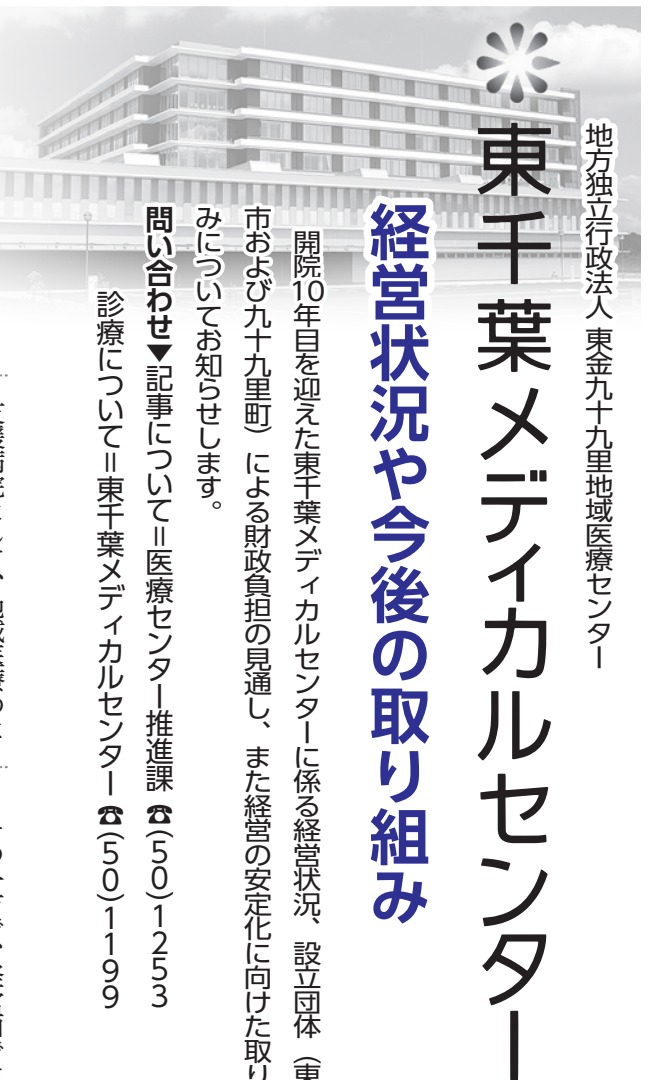 地方独立行政法人 東金九十九里地域医療センター
東千葉メディカルセンター
経営状況や今後の取り組み
開院10年目を迎えた東千葉メディカルセンターに係る経営状況、設立団体（東
市および九十九里町）による財政負担の見通し、また経営の安定化に向けた取り
みについてお知らせします。
問い合わせ▼記事について＝医療センター推進課 ☎(50)1253
診療について＝東千葉メディカルセンター ☎(50)1199